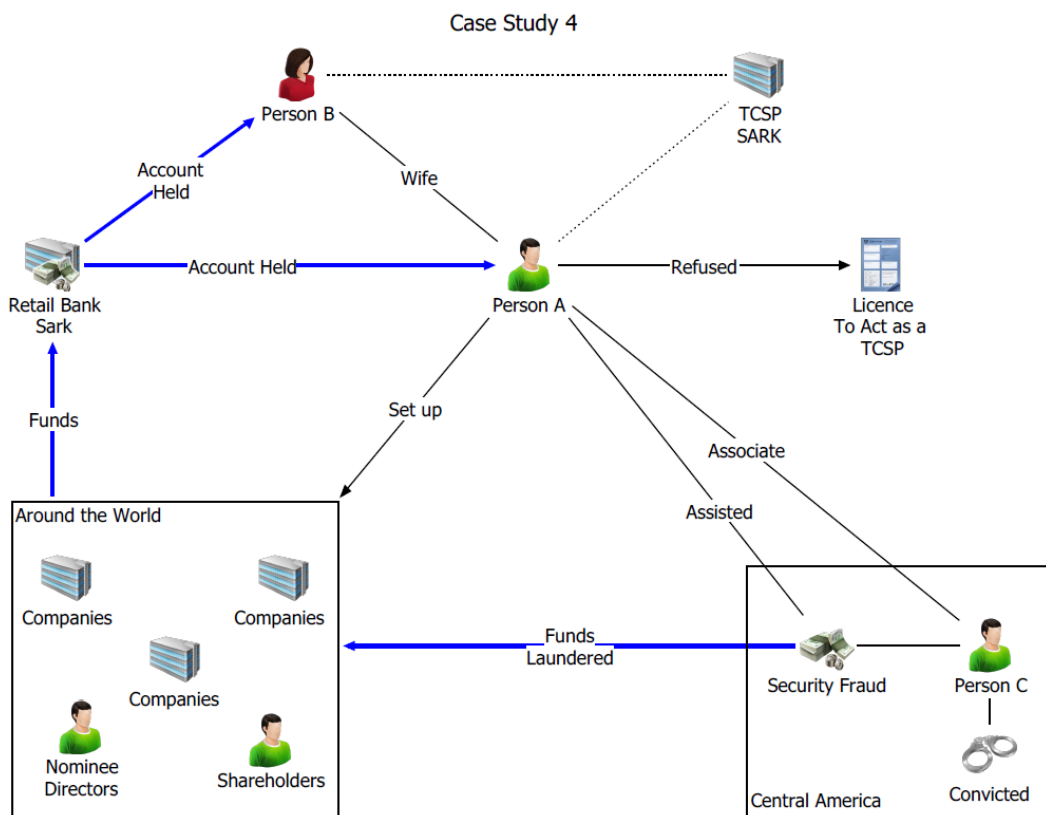 Case Study 4
Person B
TCSP
SARK
Account
Held
Wife
Retail Bank
Sark
Account Held
Person A
Refused
Licence
To Act as a
TCSP
Funds
Set up
Associate
Assisted
Around the World
Companies
Companies
Companies
Nominee
Directors
Shareholders
Funds
Laundered
Security Fraud
Person C
Convicted
Central America